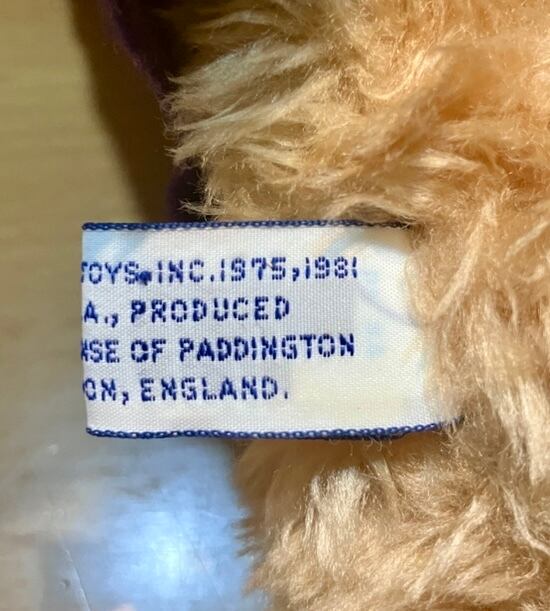 TOYS, INC. 1975, 1981
A., PRODUCED
NSE OF PADDINGTON
ON, ENGLAND.